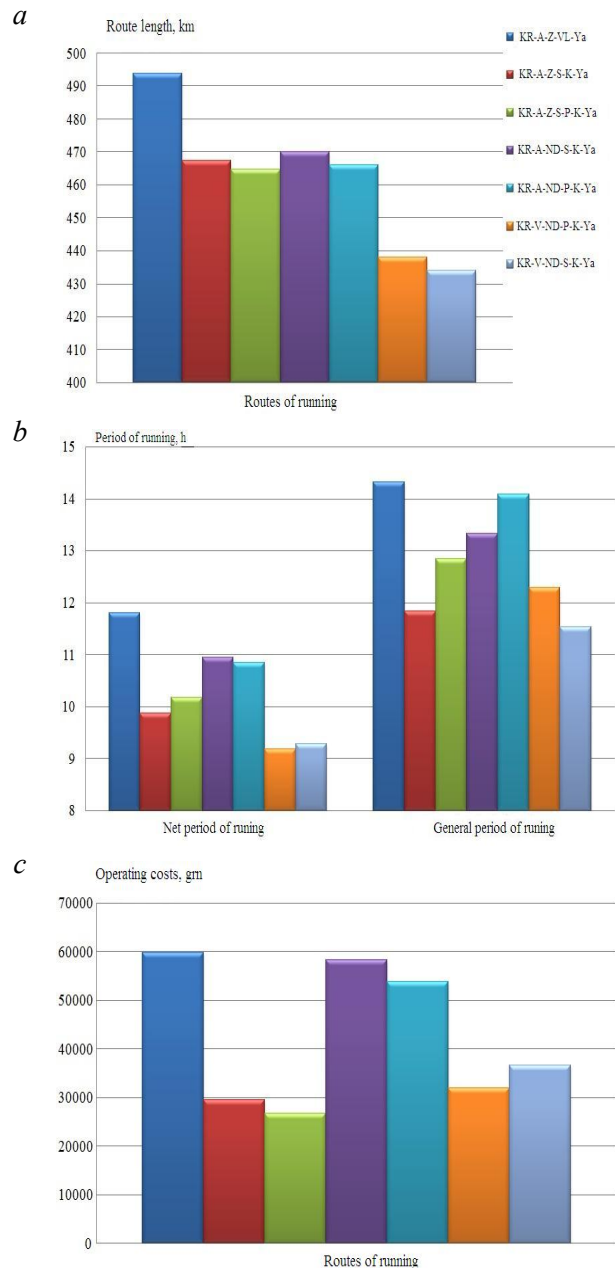 a
Route length, km
500
490
480
470
460
450
440
430
420
410
400
Routes of running
KR-A-Z-VL-Ya
KR-A-Z-S-K-Ya
KR-A-Z-S-P-K-Ya
KR-A-ND-S-K-Ya
KR-A-ND-P-K-Ya
KR-V-ND-P-K-Ya
KR-V-ND-S-K-Ya
b
Period of running, h
15
14
13
12
11
10
9
8
Net period of runing
General period of runing
c
Operating costs, grn
70000
60000
50000
40000
30000
20000
10000
0
Routes of running